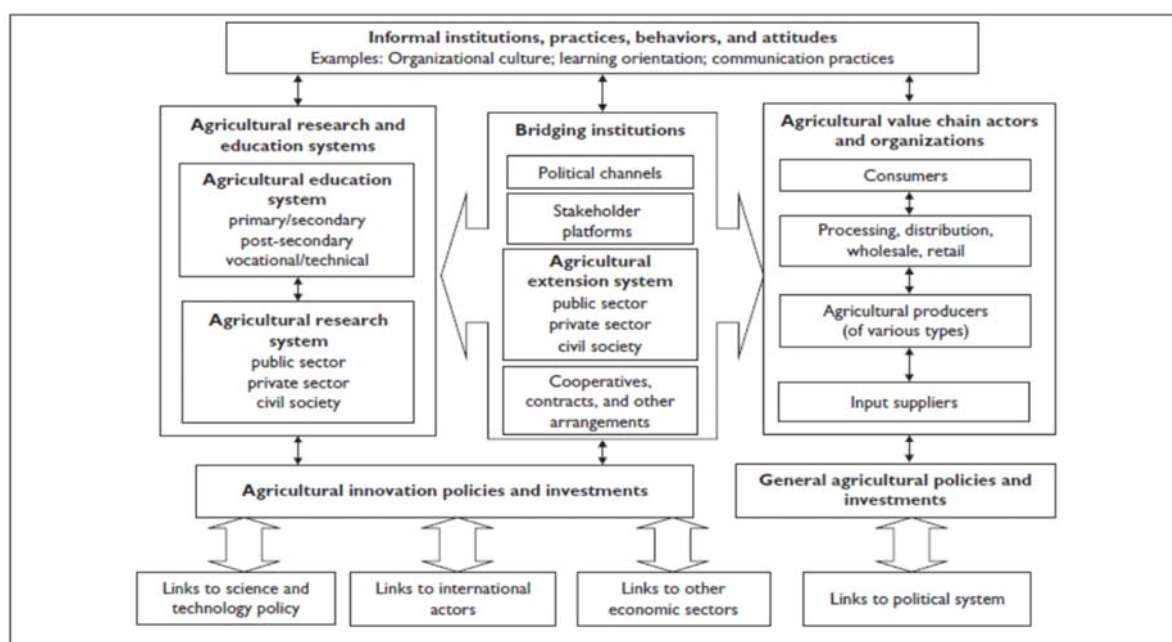 Informal institutions, practices, behaviors, and attitudes
Examples: Organizational culture; learning orientation; communication practices
Agricultural research and
education systems
Agricultural education
system
primary/secondary
post-secondary
vocational/technical
Agricultural research
system
public sector
private sector
civil society
Bridging institutions
Political channels
Stakeholder
platforms
Agricultural
extension system
public sector
private sector
civil society
Cooperatives,
contracts, and other
arrangements
Agricultural value chain actors
and organizations
Consumers
Processing, distribution,
wholesale, retail
Agricultural producers
(of various types)
Input suppliers
Agricultural innovation policies and investments
General agricultural policies and
investments
Links to science and
technology policy
Links to international
actors
Links to other
economic sectors
Links to political system